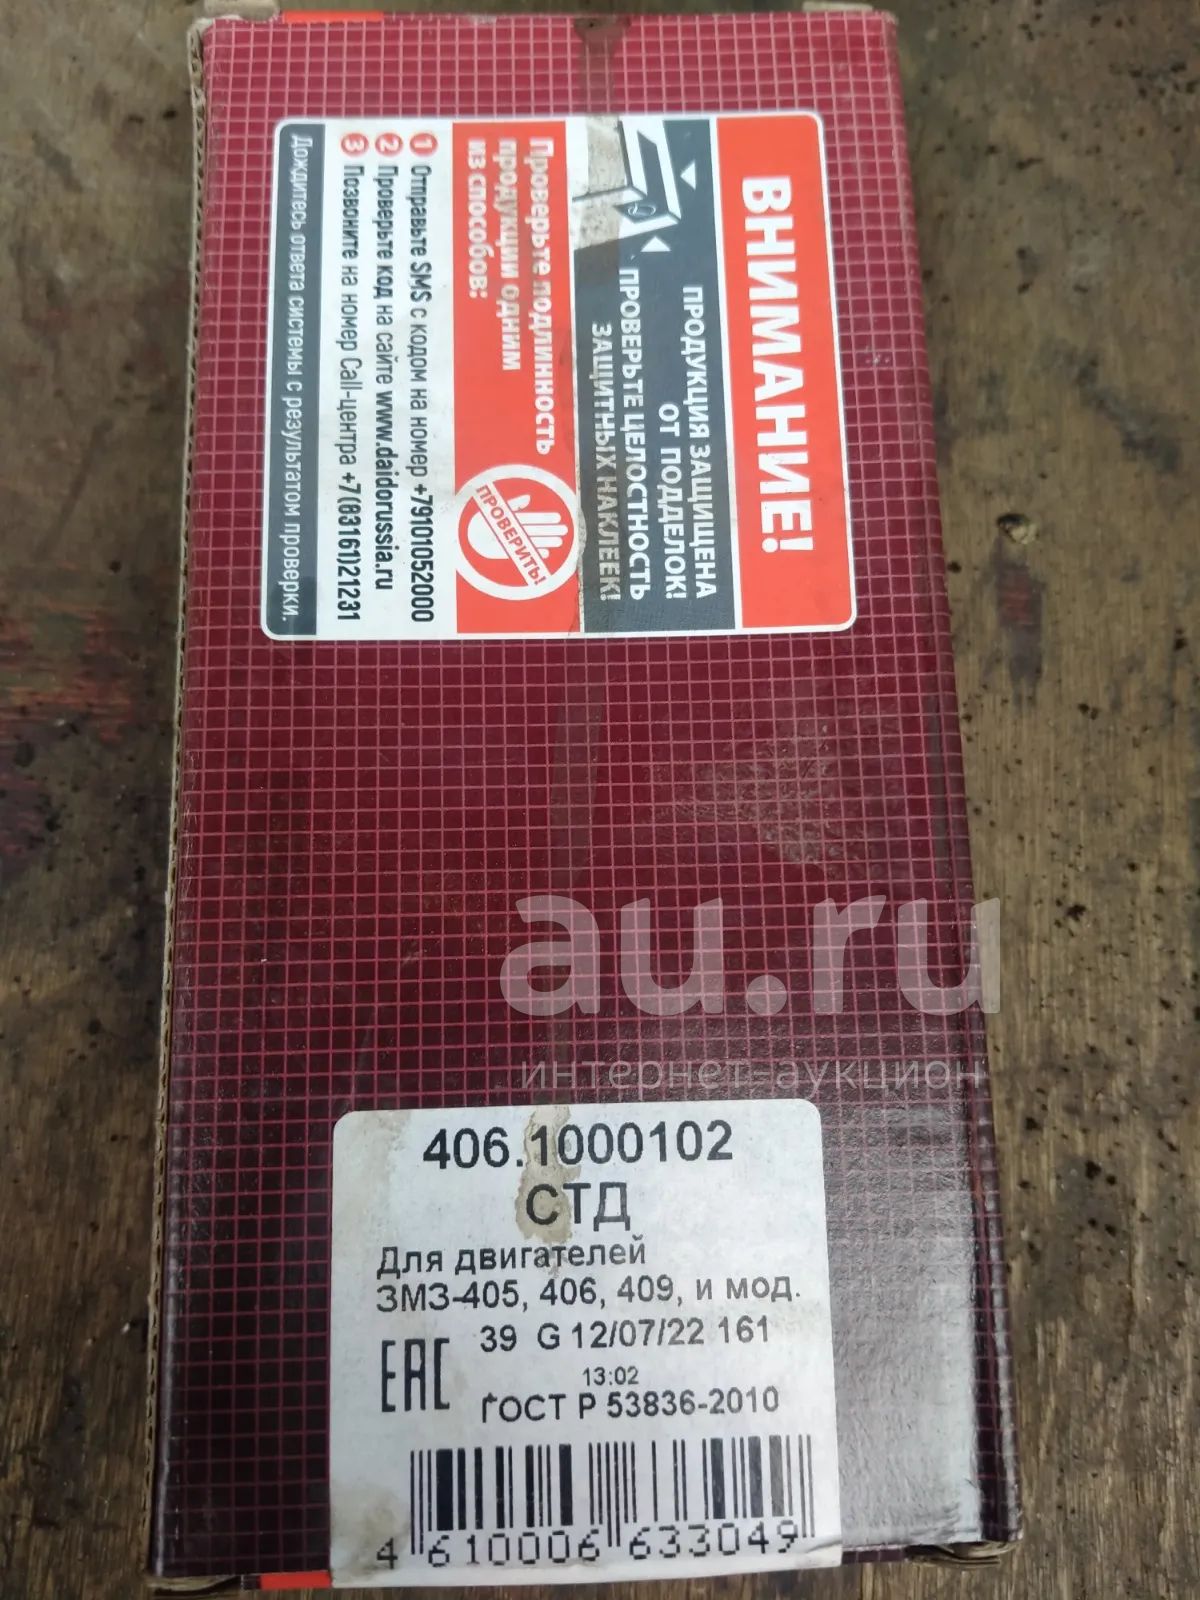 ВНИМАНИЕ!
ПРОДУКЦИЯ ЗАЩИЩЕНА
ОТ ПОДДЕЛОК!
ПРОВЕРЬТЕ ЦЕЛОСТНОСТЬ
ЗАЩИТНЫХ НАКЛЕЕК!
Проверьте подлинность
продукции одним
из способов:
ПРОВЕРИТЬ!
1 Отправьте SMS с кодом на номер +79101052000
2 Проверьте код на сайте www.daidorussia.ru
3 Позвоните на номер Call-центра +7(83161)21231
Дождитесь ответа системы с результатом проверки.
au.ru
интернет-аукцион
406.1000102
СТД
Для двигателей
ЗМЗ-405, 406, 409, и мод.
EAC
39 G 12/07/22 161
13:02
ГОСТ Р 53836-2010
4 610006 633049